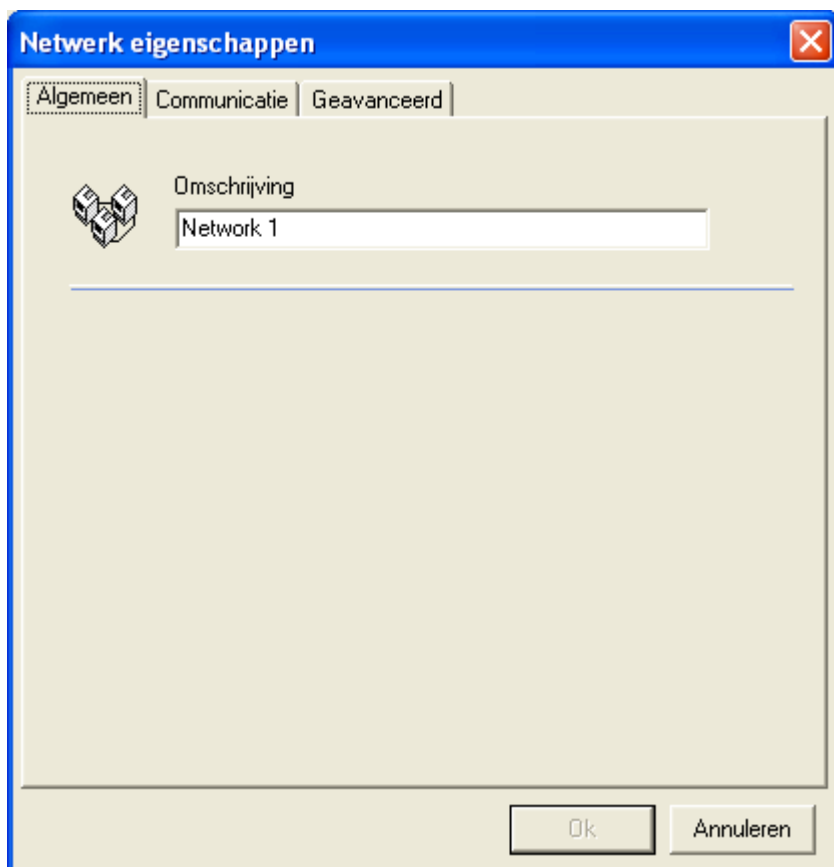 Netwerk eigenschappen
Algemeen Communicatie Geavanceerd
Omschrijving
Network 1
Ok Annuleren